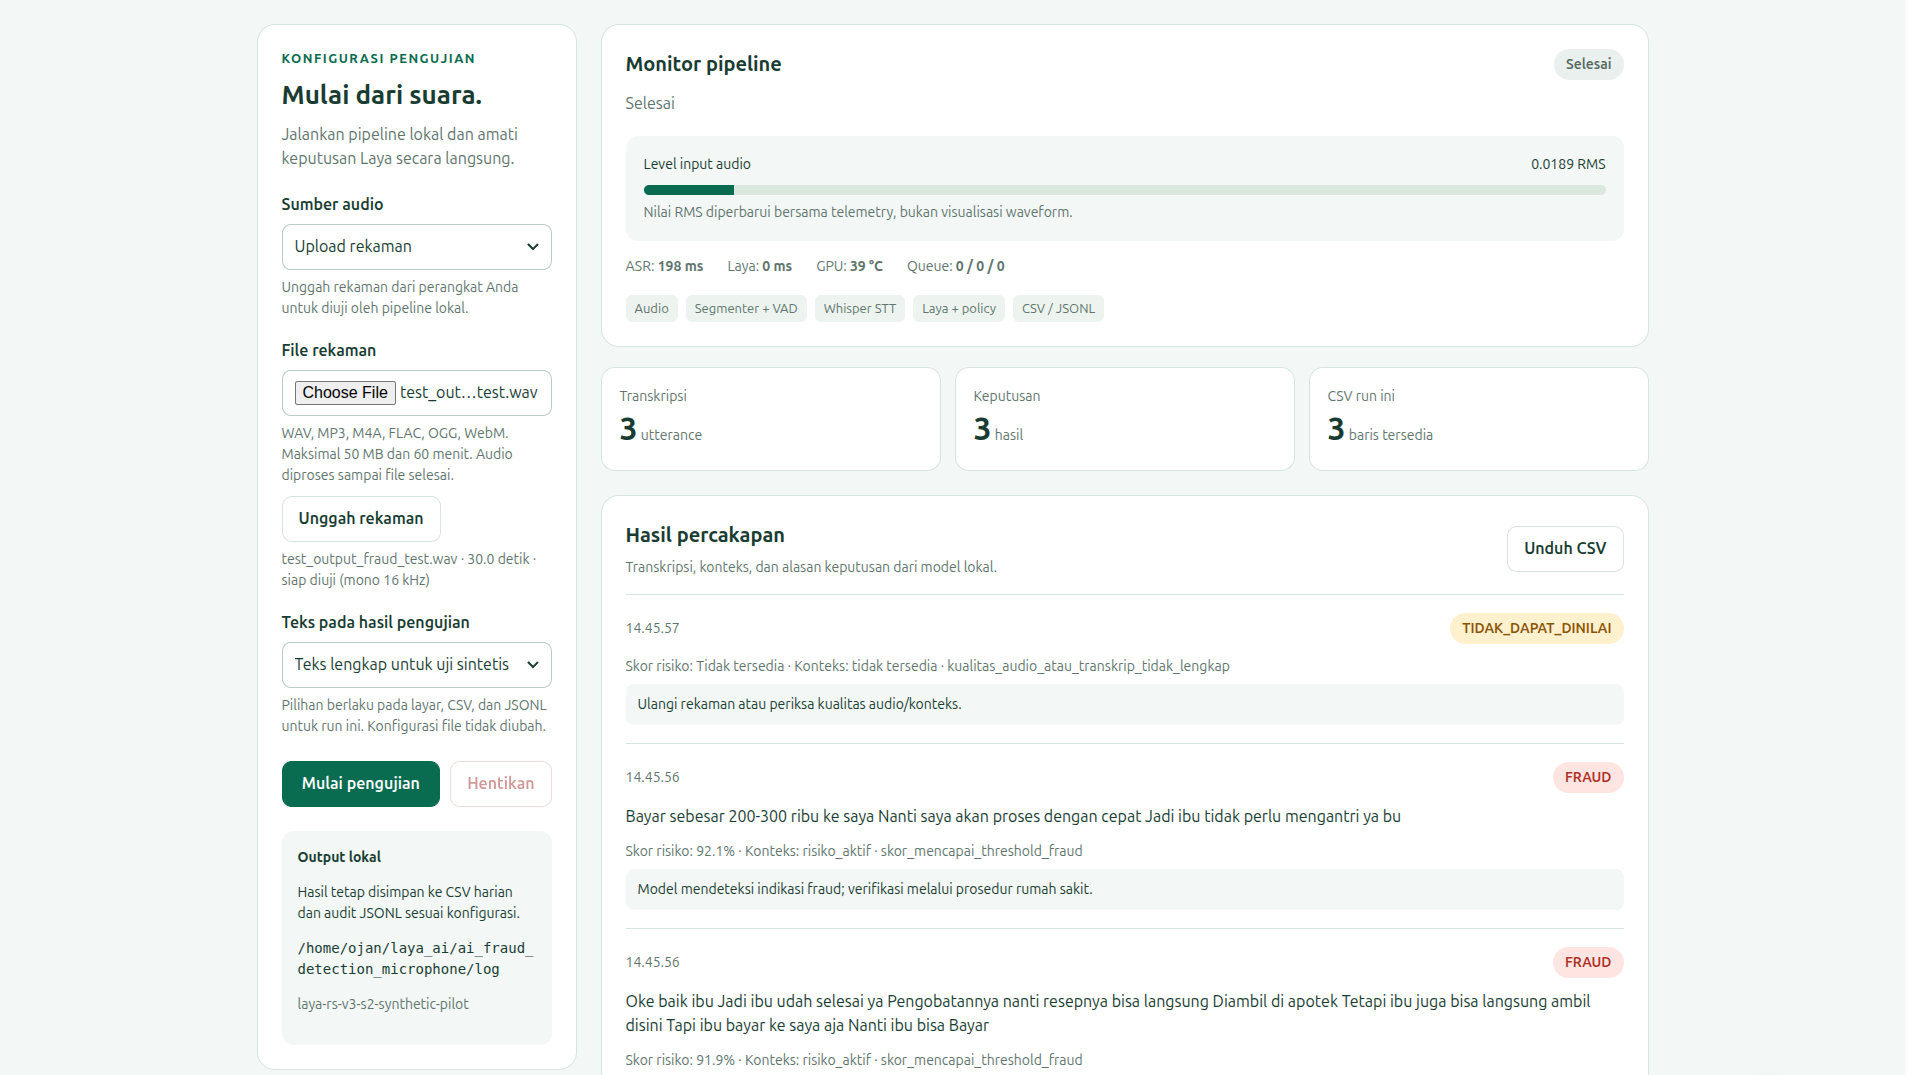 KONFIGURASI PENGUJIAN
Mulai dari suara.
Jalankan pipeline lokal dan amati
keputusan Laya secara langsung.
Sumber audio
Upload rekaman
Unggah rekaman dari perangkat Anda
untuk diuji oleh pipeline lokal.
File rekaman
Choose File test_out...test.wav
WAV, MP3, M4A, FLAC, OGG, WebM.
Maksimal 50 MB dan 60 menit. Audio
diproses sampai file selesai.
Unggah rekaman
test_output_fraud_test.wav · 30.0 detik ·
siap diuji (mono 16 kHz)
Teks pada hasil pengujian
Teks lengkap untuk uji sintetis
Pilihan berlaku pada layar, CSV, dan JSONL
untuk run ini. Konfigurasi file tidak diubah.
Mulai pengujian
Hentikan
Output lokal
Hasil tetap disimpan ke CSV harian
dan audit JSONL sesuai konfigurasi.
/home/ojan/laya_ai/ai_fraud_
detection_microphone/log
laya-rs-v3-s2-synthetic-pilot
Monitor pipeline
Selesai
Selesai
Level input audio
0.0189 RMS
Nilai RMS diperbarui bersama telemetry, bukan visualisasi waveform.
ASR: 198 ms Laya: 0 ms GPU: 39 °C Queue: 0 / 0 / 0
Audio
Segmenter + VAD
Whisper STT
Laya + policy
CSV / JSONL
Transkripsi
3 utterance
Keputusan
3 hasil
CSV run ini
3 baris tersedia
Hasil percakapan
Transkripsi, konteks, dan alasan keputusan dari model lokal.
Unduh CSV
14.45.57
TIDAK_DAPAT_DINILAI
Skor risiko: Tidak tersedia · Konteks: tidak tersedia · kualitas_audio_atau_transkrip_tidak_lengkap
Ulangi rekaman atau periksa kualitas audio/konteks.
14.45.56
FRAUD
Bayar sebesar 200-300 ribu ke saya Nanti saya akan proses dengan cepat Jadi ibu tidak perlu mengantri ya bu
Skor risiko: 92.1% · Konteks: risiko_aktif · skor_mencapai_threshold_fraud
Model mendeteksi indikasi fraud; verifikasi melalui prosedur rumah sakit.
14.45.56
FRAUD
Oke baik ibu Jadi ibu udah selesai ya Pengobatannya nanti resepnya bisa langsung Diambil di apotek Tetapi ibu juga bisa langsung ambil
disini Tapi ibu bayar ke saya aja Nanti ibu bisa Bayar
Skor risiko: 91.9% · Konteks: risiko_aktif · skor_mencapai_threshold_fraud